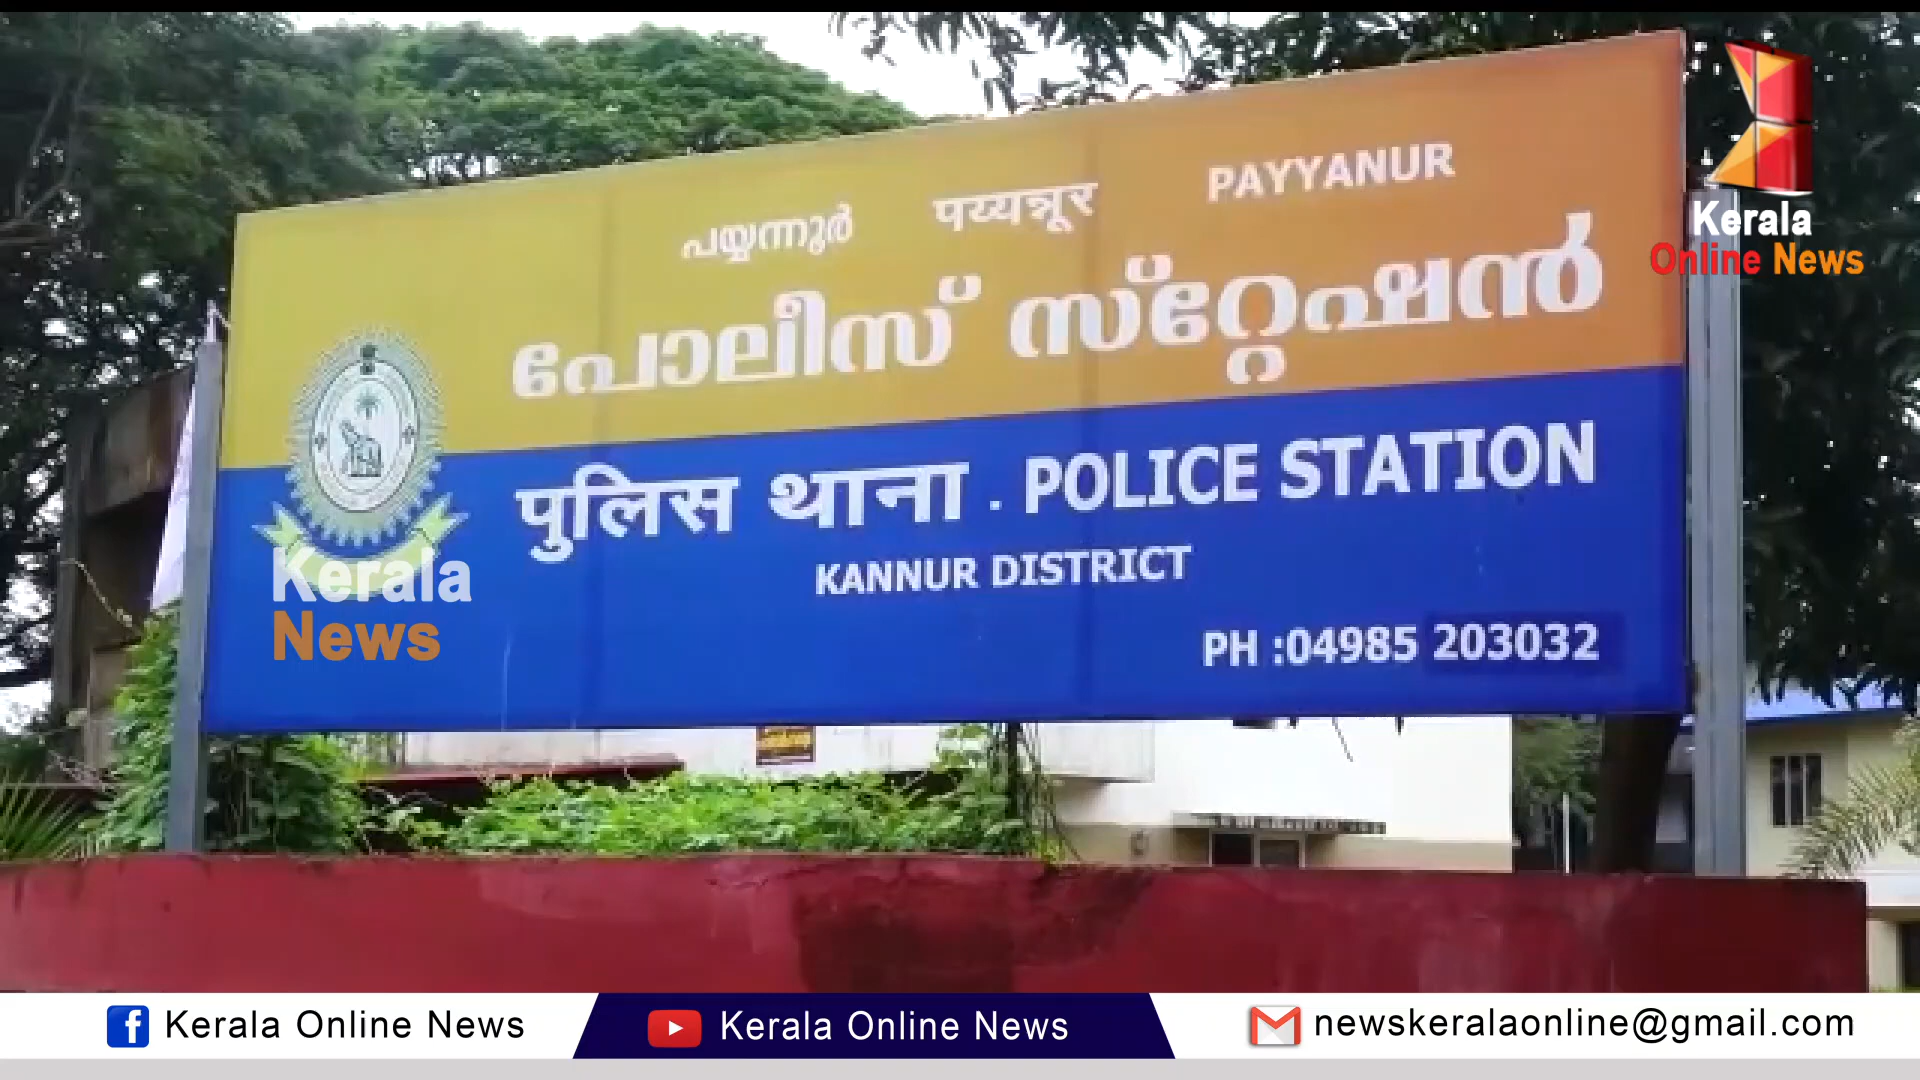 പയ്യന്നൂർ पय्यन्नूर PAYYANUR
പോലീസ് സ്റ്റേഷൻ
पुलिस थाना . POLICE STATION
KANNUR DISTRICT
PH :04985 203032
Kerala
News
Kerala
Online News
Kerala Online News
Kerala Online News
newskeralaonline@gmail.com